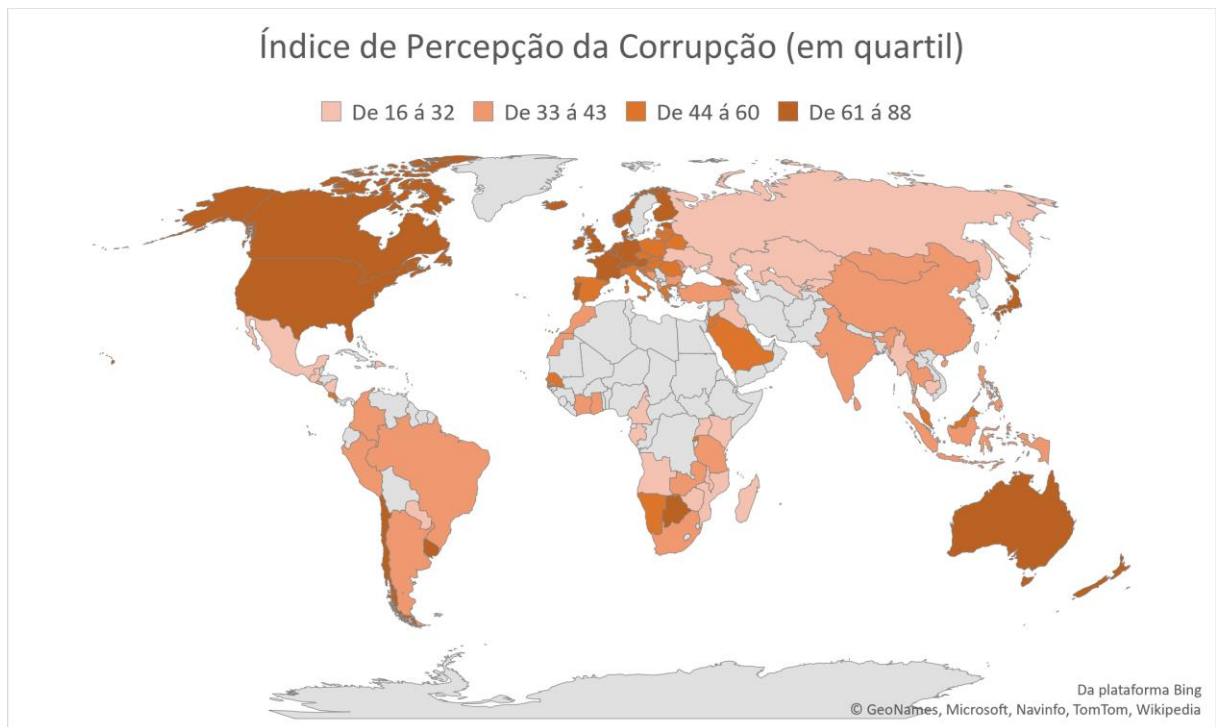 Índice de Percepção da Corrupção (em quartil)
De 16 á 32 De 33 á 43 De 44 á 60 De 61 á 88
Da plataforma Bing
© GeoNames, Microsoft, Navinfo, TomTom, Wikipedia